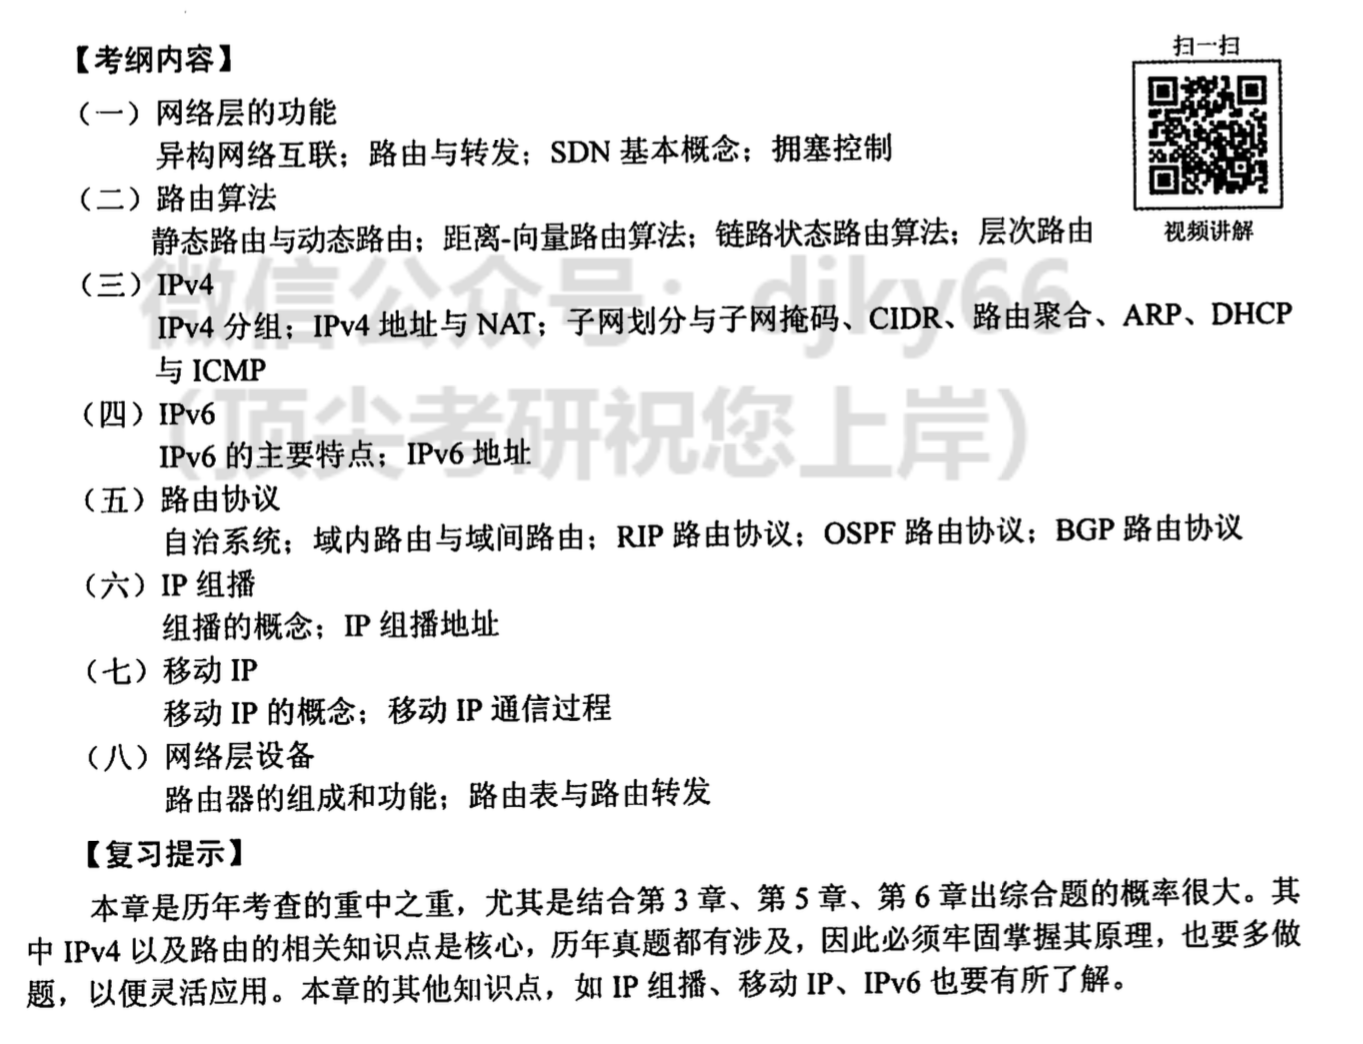 【考纲内容】
扫一扫
（一）网络层的功能
异构网络互联；路由与转发；SDN 基本概念；拥塞控制
（二）路由算法
静态路由与动态路由；距离-向量路由算法；链路状态路由算法；层次路由
视频讲解
（三）IPv4
IPv4 分组；IPv4 地址与 NAT；子网划分与子网掩码、CIDR、路由聚合、ARP、DHCP
与 ICMP
（四）IPv6
IPv6 的主要特点；IPv6 地址
（五）路由协议
自治系统；域内路由与域间路由；RIP 路由协议；OSPF 路由协议；BGP 路由协议
（六）IP 组播
组播的概念；IP 组播地址
（七）移动 IP
移动 IP 的概念；移动 IP 通信过程
（八）网络层设备
路由器的组成和功能；路由表与路由转发
【复习提示】
本章是历年考查的重中之重，尤其是结合第 3 章、第 5 章、第 6 章出综合题的概率很大。其
中 IPv4 以及路由的相关知识点是核心，历年真题都有涉及，因此必须牢固掌握其原理，也要多做
题，以便灵活应用。本章的其他知识点，如 IP 组播、移动 IP、IPv6 也要有所了解。
微信公众号：djky66
（顶尖考研祝您上岸）